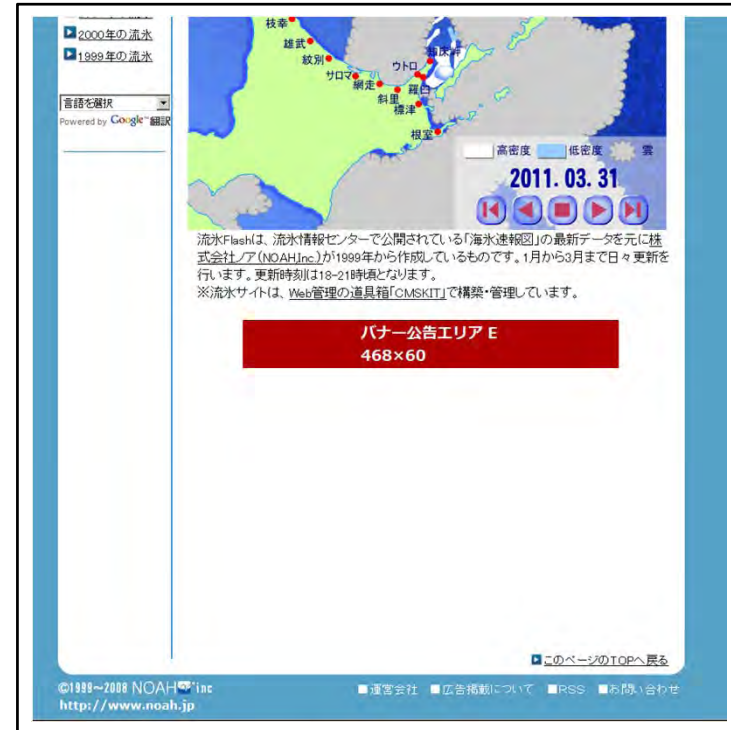 2000年の流氷
1999年の流氷
言語を選択
Powered by Google™翻訳
枝幸
雄武
紋別
サロマ
網走
ウトロ
斜里
羅臼
標津
根室
高密度 低密度 雲
2011. 03. 31
流氷Flashは、流氷情報センターで公開されている「海氷速報図」の最新データを元に株
式会社ノア(NOAH,Inc.)が1999年から作成しているものです。1月から3月まで日々更新を
行います。更新時刻は18-21時頃となります。
※流氷サイトは、Web管理の道具箱「CMSKIT」で構築・管理しています。
バナー公告エリア E
468×60
このページのTOPへ戻る
©1999~2008 NOAH inc
http://www.noah.jp
■運営会社 ■広告掲載について ■RSS ■お問い合わせ